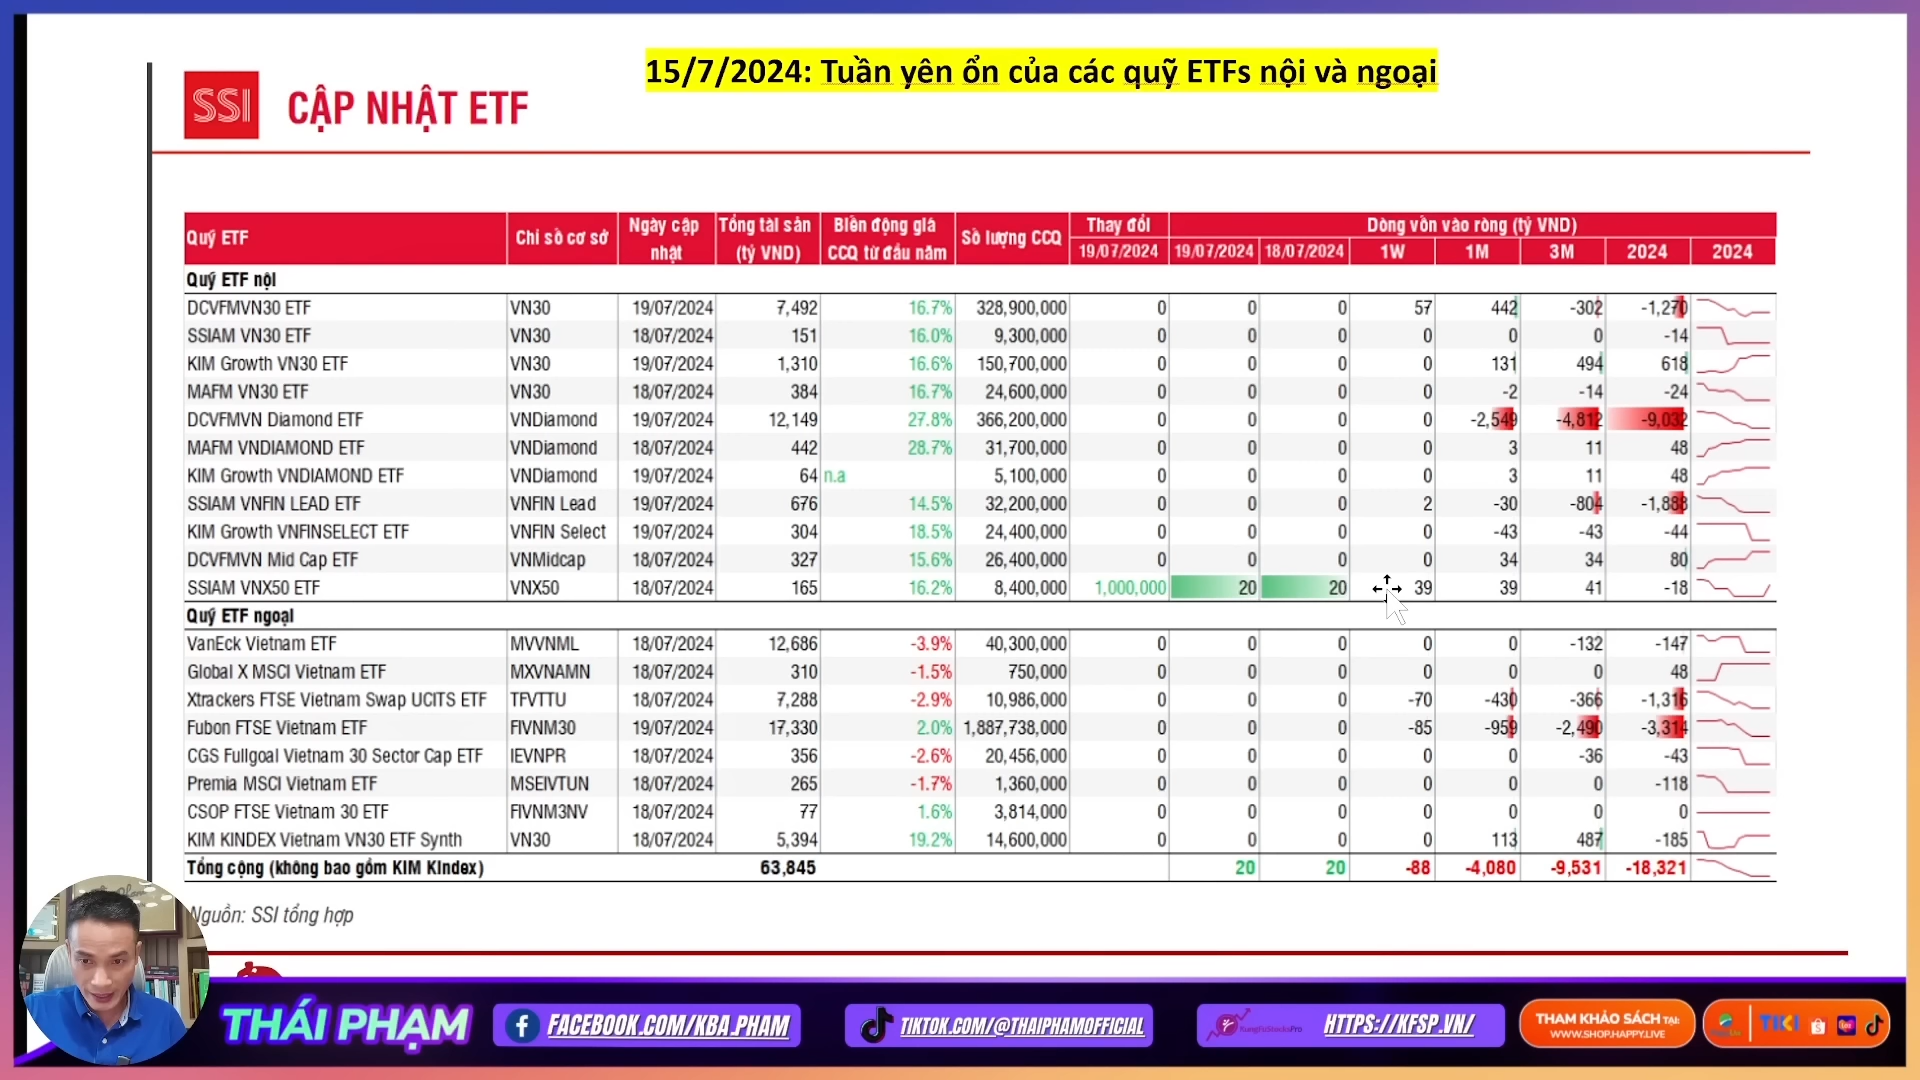 15/7/2024: Tuần yên ổn của các quỹ ETFs nội và ngoại
SSI CẬP NHẬT ETF
Quỹ ETF | Chỉ số cơ sở | Ngày cập nhật | Tổng tài sản (tỷ VND) | Biến động giá CCQ từ đầu năm | Số lượng CCQ | Thay đổi 19/07/2024 | Dòng vốn vào ròng (tỷ VND)
19/07/2024 | 18/07/2024 | 1W | 1M | 3M | 2024 | 2024
Quỹ ETF nội
DCVFMVN30 ETF VN30 19/07/2024 7,492 16.7% 328,900,000 0 0 0 57 442 -302 -1,270
SSIAM VN30 ETF VN30 18/07/2024 151 16.0% 9,300,000 0 0 0 0 0 0 -14
KIM Growth VN30 ETF VN30 19/07/2024 1,310 16.6% 150,700,000 0 0 0 0 131 494 618
MAFM VN30 ETF VN30 18/07/2024 384 16.7% 24,600,000 0 0 0 0 -2 -14 -24
DCVFMVN Diamond ETF VNDiamond 19/07/2024 12,149 27.8% 366,200,000 0 0 0 0 -2,549 -4,812 -9,032
MAFM VNDIAMOND ETF VNDiamond 18/07/2024 442 28.7% 31,700,000 0 0 0 0 3 11 48
KIM Growth VNDIAMOND ETF VNDiamond 19/07/2024 64 n.a 5,100,000 0 0 0 0 3 11 48
SSIAM VNFIN LEAD ETF VNFIN Lead 19/07/2024 676 14.5% 32,200,000 0 0 0 2 -30 -804 -1,888
KIM Growth VNFINSELECT ETF VNFIN Select 19/07/2024 304 18.5% 24,400,000 0 0 0 0 -43 -43 -44
DCVFMVN Mid Cap ETF VNMidcap 18/07/2024 327 15.6% 26,400,000 0 0 0 0 34 34 80
SSIAM VNX50 ETF VNX50 18/07/2024 165 16.2% 8,400,000 1,000,000 20 20 39 39 41 -18
Quỹ ETF ngoại
VanEck Vietnam ETF MVVNML 18/07/2024 12,686 -3.9% 40,300,000 0 0 0 0 0 -132 -147
Global X MSCI Vietnam ETF MXVNAMN 18/07/2024 310 -1.5% 750,000 0 0 0 0 0 0 48
Xtrackers FTSE Vietnam Swap UCITS ETF TFVTTU 18/07/2024 7,288 -2.9% 10,986,000 0 0 0 -70 -430 -366 -1,316
Fubon FTSE Vietnam ETF FIVNM30 19/07/2024 17,330 2.0% 1,887,738,000 0 0 0 -85 -959 -2,490 -3,314
CGS Fullgoal Vietnam 30 Sector Cap ETF IEVNPR 18/07/2024 356 -2.6% 20,456,000 0 0 0 0 0 -36 -43
Premia MSCI Vietnam ETF MSEIVTUN 18/07/2024 265 -1.7% 1,360,000 0 0 0 0 0 0 -118
CSOP FTSE Vietnam 30 ETF FIVNM3NV 18/07/2024 77 1.6% 3,814,000 0 0 0 0 0 0 0
KIM KINDEX Vietnam VN30 ETF Synth VN30 18/07/2024 5,394 19.2% 14,600,000 0 0 0 0 113 487 -185
Tổng cộng (không bao gồm KIM KIndex) 63,845 20 20 -88 -4,080 -9,531 -18,321
Nguồn: SSI tổng hợp
THÁI PHẠM
FACEBOOK.COM/KBA.PHAM
TIKTOK.COM/@THAIPHAMOFFICIAL
HTTPS://KFSP.VN/
THAM KHẢO SÁCH TẠI:
WWW.SHOP.HAPPY.LIVE
TIKI